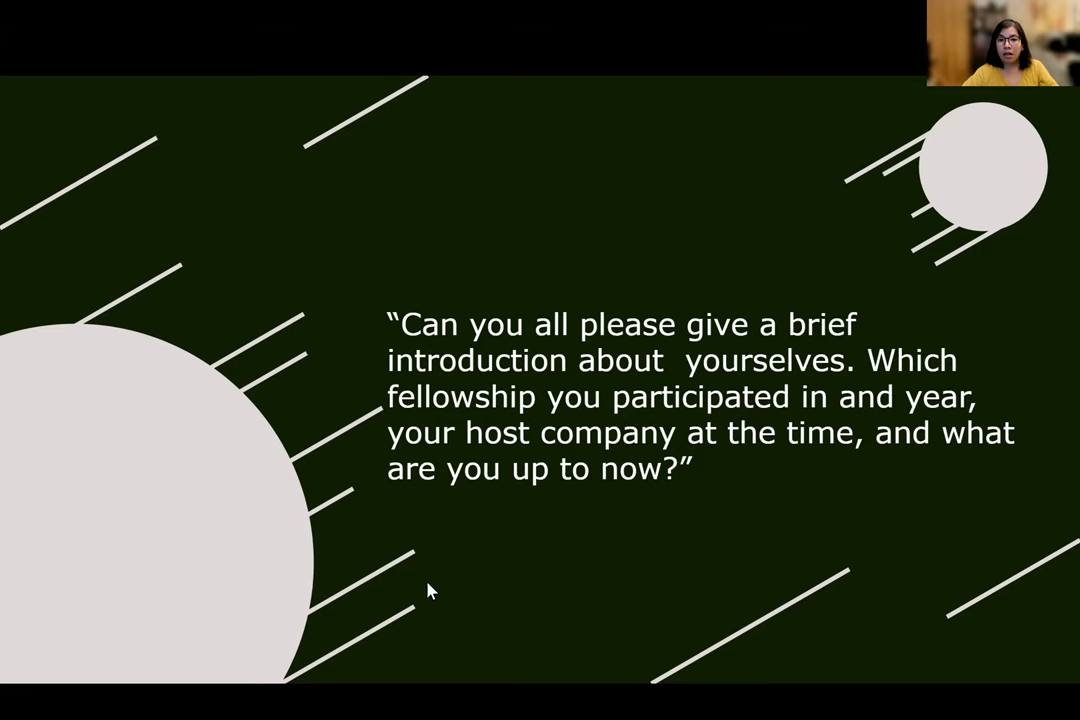 “Can you all please give a brief
introduction about  yourselves. Which
fellowship you participated in and year,
your host company at the time, and what
are you up to now?”